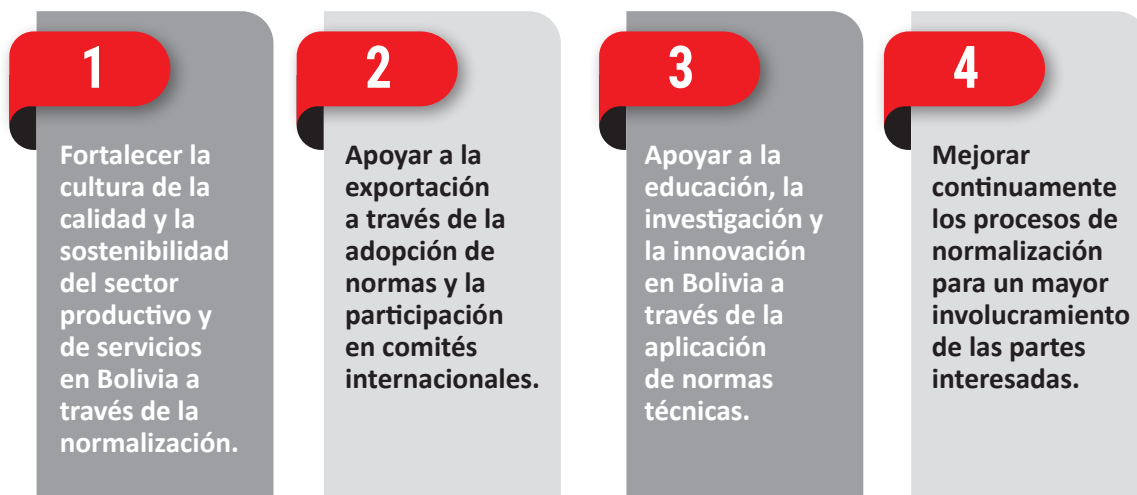 1
Fortalecer la
cultura de la
calidad y la
sostenibilidad
del sector
productivo y
de servicios
en Bolivia a
través de la
normalización.
2
Apoyar a la
exportación
a través de la
adopción de
normas y la
participación
en comités
internacionales.
3
Apoyar a la
educación, la
investigación y
la innovación
en Bolivia a
través de la
aplicación
de normas
técnicas.
4
Mejorar
continuamente
los procesos de
normalización
para un mayor
involucramiento
de las partes
interesadas.